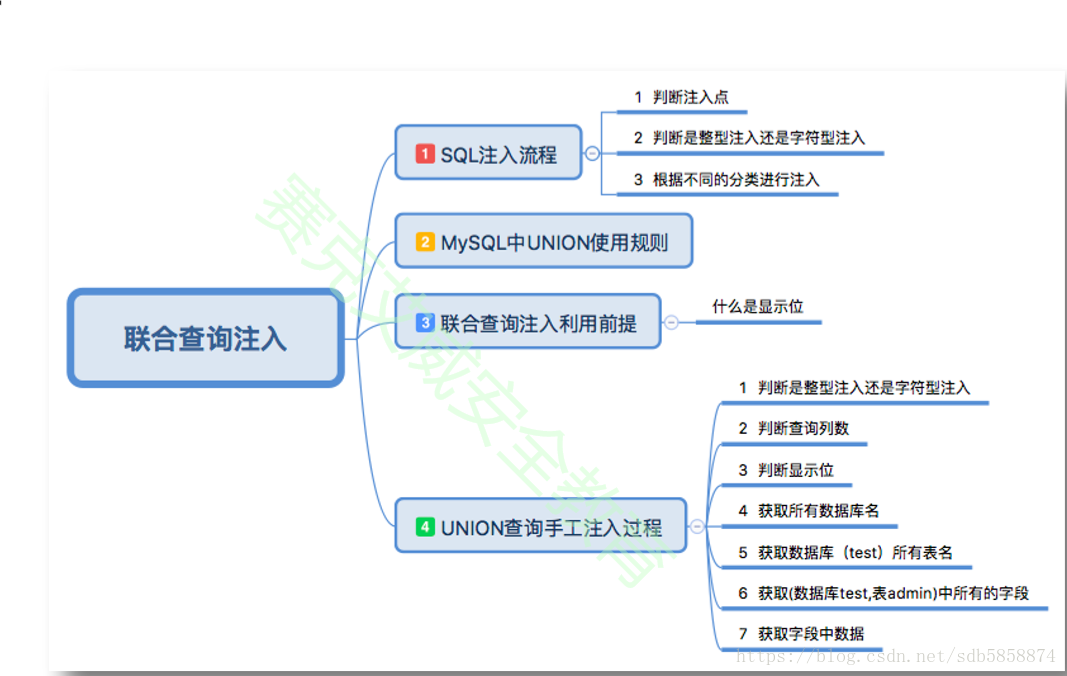 联合查询注入
1 SQL注入流程
1 判断注入点
2 判断是整型注入还是字符型注入
3 根据不同的分类进行注入
2 MySQL中UNION使用规则
3 联合查询注入利用前提
什么是显示位
4 UNION查询手工注入过程
1 判断是整型注入还是字符型注入
2 判断查询列数
3 判断显示位
4 获取所有数据库名
5 获取数据库（test）所有表名
6 获取(数据库test,表admin)中所有的字段
7 获取字段中数据
赛克艾威安全教育
https://blog.csdn.net/sdb5858874